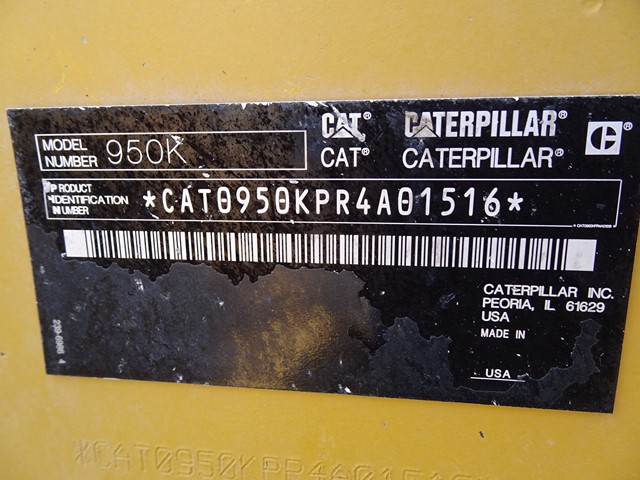 CAT® CATERPILLAR®
MODEL NUMBER 950K
CAT® CATERPILLAR®
PRODUCT IDENTIFICATION NUMBER *CAT0950KPR4A01516*
CATERPILLAR INC.
PEORIA, IL 61629
USA
MADE IN
USA
*CAT0950KPR4A01516*